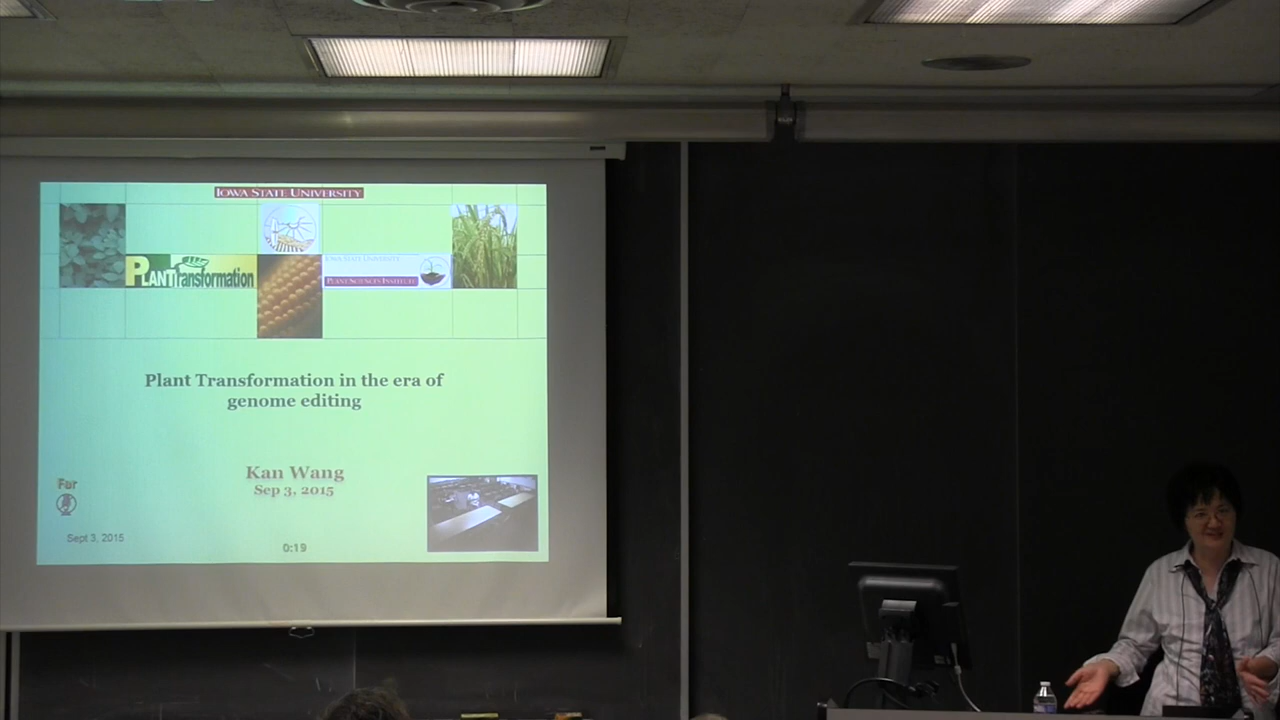 IOWA STATE UNIVERSITY
PLANT Transformation
IOWA STATE UNIVERSITY
PLANT SCIENCES INSTITUTE
Plant Transformation in the era of
genome editing
Kan Wang
Sep 3, 2015
For
Sept 3, 2015
0:19